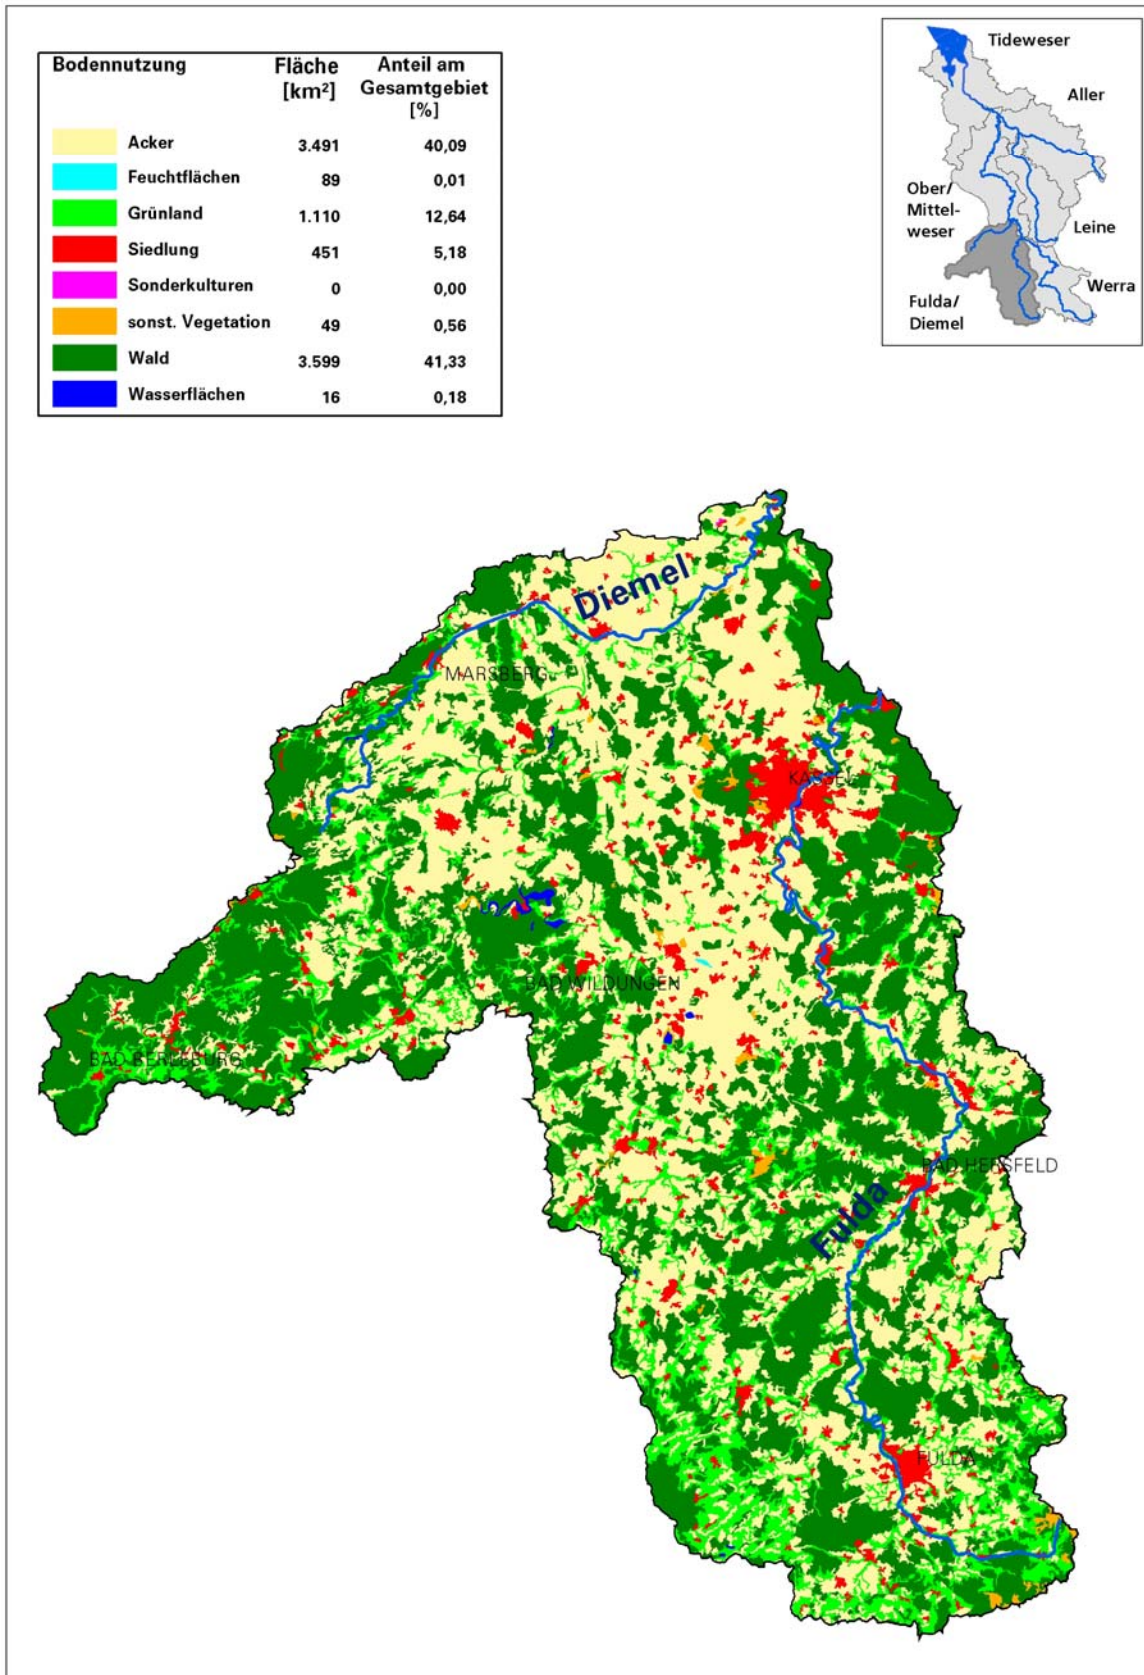 Bodennutzung Fläche Anteil am
[km²] Gesamtgebiet
[%]
Acker 3.491 40,09
Feuchtflächen 89 0,01
Grünland 1.110 12,64
Siedlung 451 5,18
Sonderkulturen 0 0,00
sonst. Vegetation 49 0,56
Wald 3.599 41,33
Wasserflächen 16 0,18
Tideweser
Aller
Ober/
Mittel-
weser
Leine
Werra
Fulda/
Diemel
Diemel
MARSBERG
KASSEL
BAD WILDUNGEN
BAD BERLEBURG
BAD HERSFELD
Fulda
FULDA